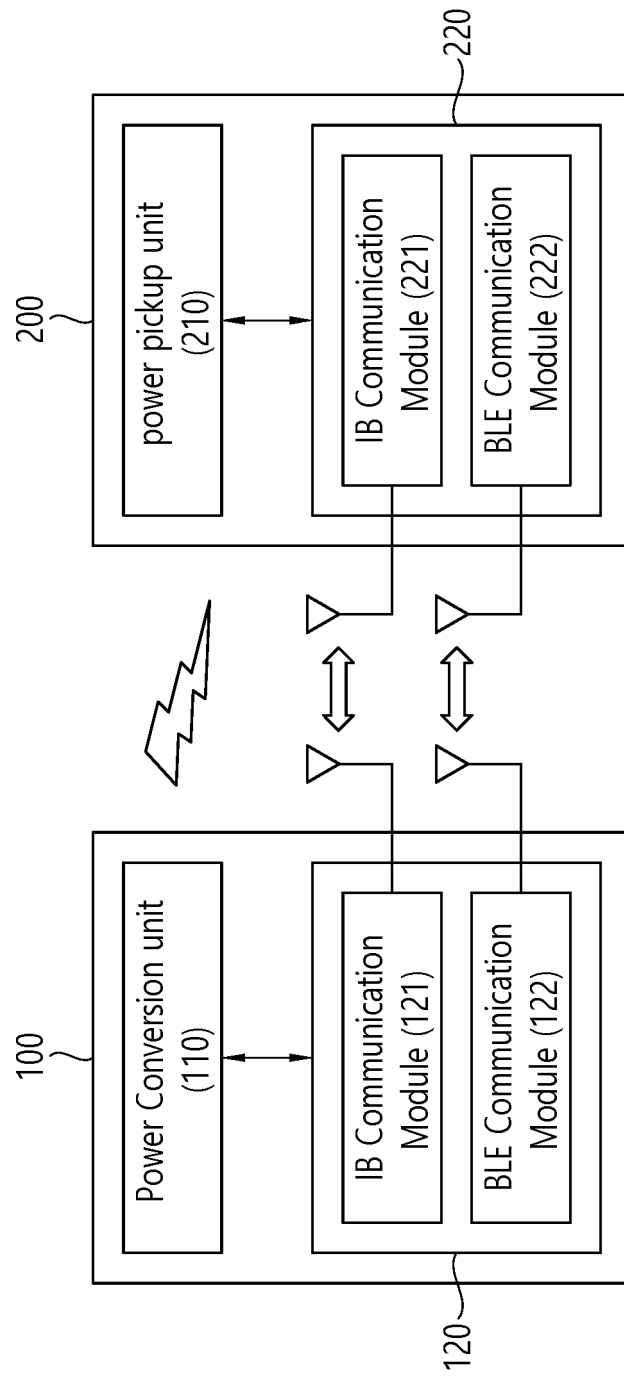 100
Power Conversion unit
(110)
IB Communication
Module (121)
BLE Communication
Module (122)
120
200
power pickup unit
(210)
IB Communication
Module (221)
BLE Communication
Module (222)
220